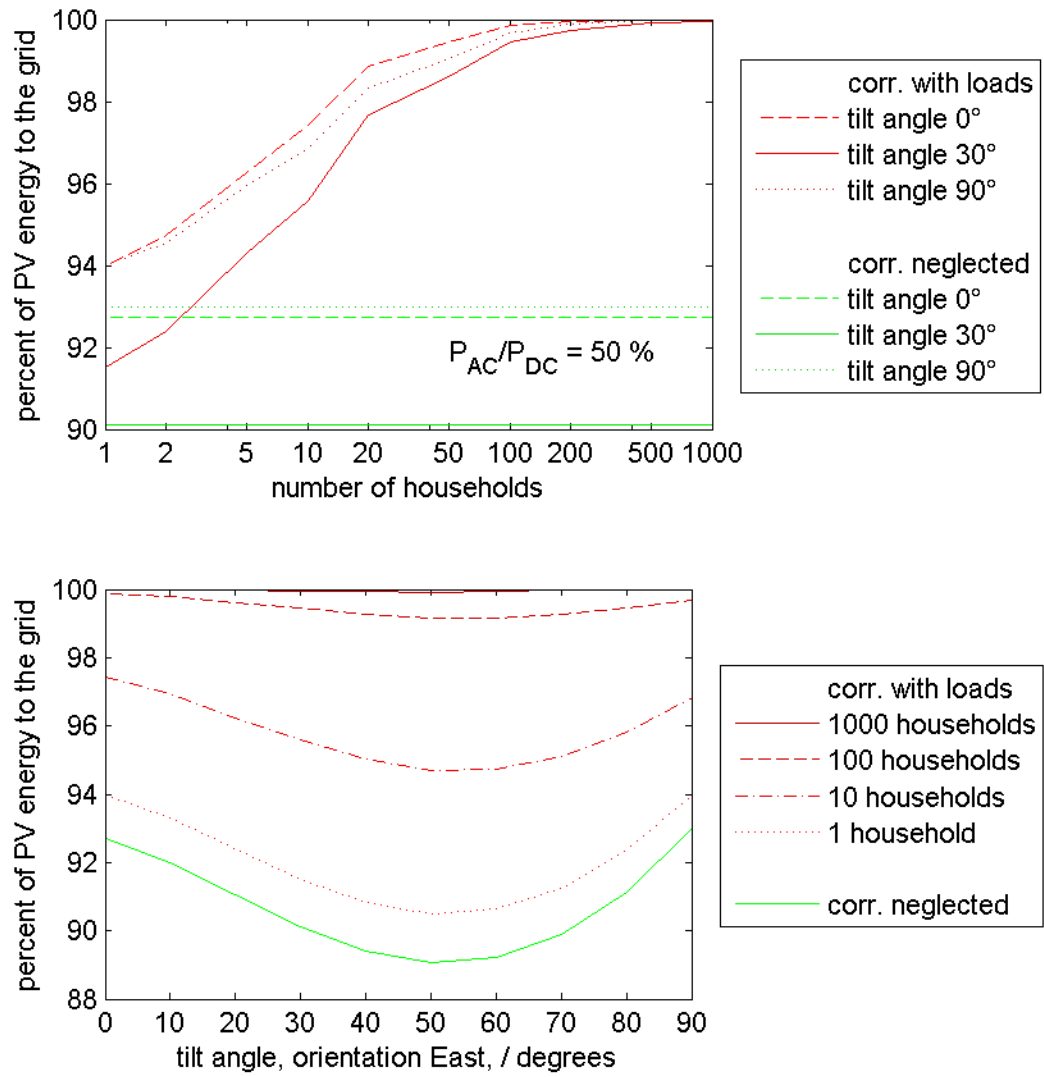 percent of PV energy to the grid
100
98
96
94
92
90
P_AC/P_DC = 50 %
1 2 5 10 20 50 100 200 500 1000
number of households
corr. with loads
tilt angle 0°
tilt angle 30°
tilt angle 90°
corr. neglected
tilt angle 0°
tilt angle 30°
tilt angle 90°
percent of PV energy to the grid
100
98
96
94
92
90
88
0 10 20 30 40 50 60 70 80 90
tilt angle, orientation East, / degrees
corr. with loads
1000 households
100 households
10 households
1 household
corr. neglected